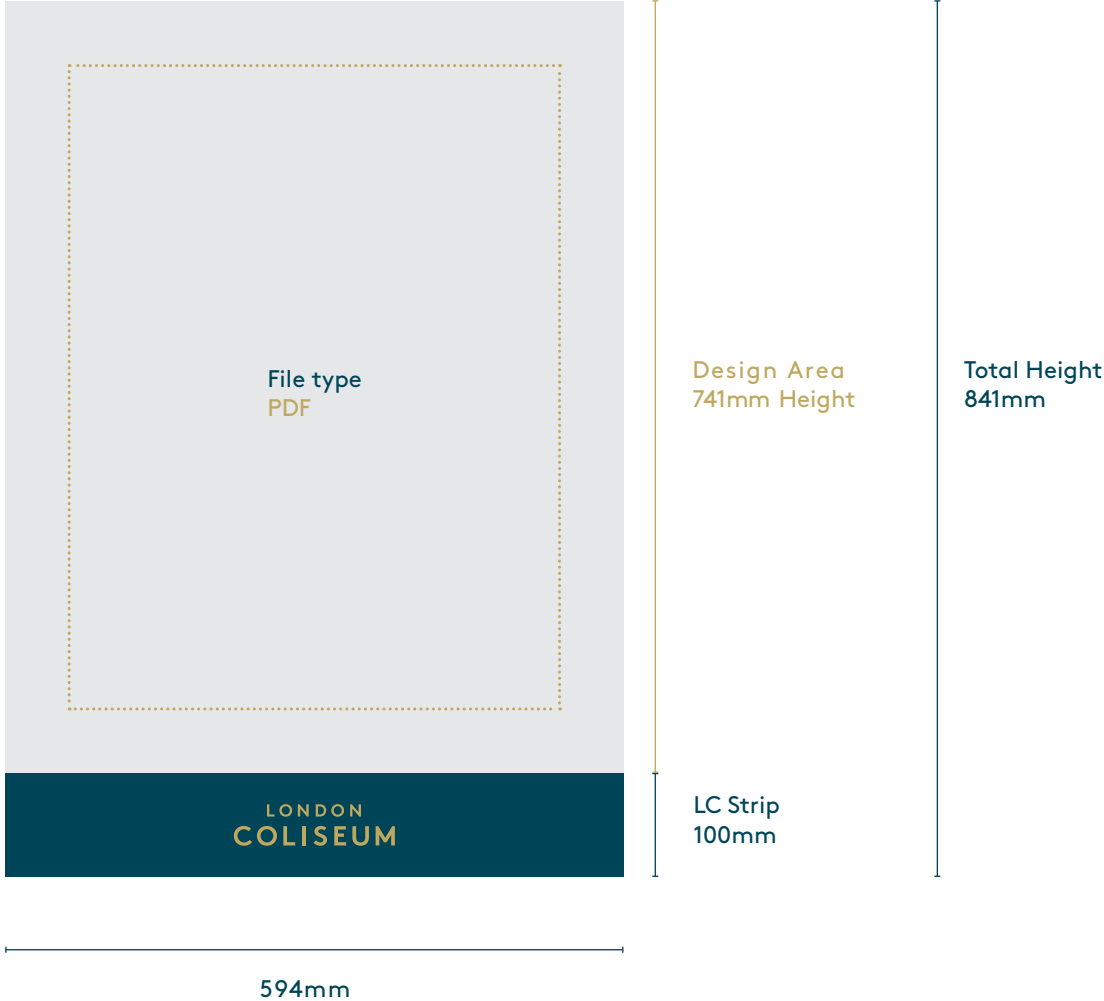 File type
PDF
Design Area
741mm Height
Total Height
841mm
LONDON
COLISEUM
LC Strip
100mm
594mm